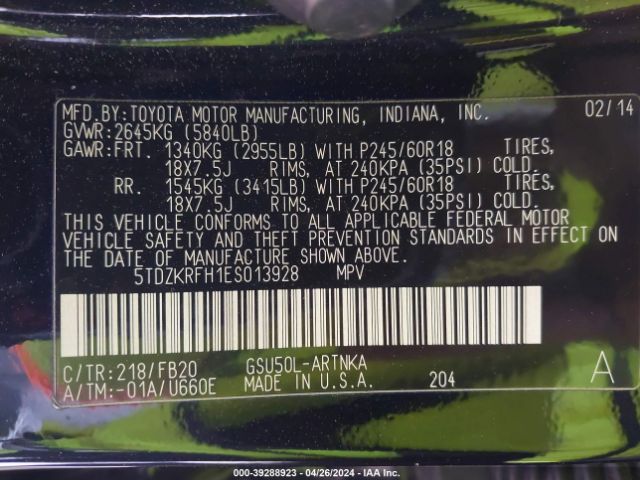 MFD.BY:TOYOTA MOTOR MANUFACTURING, INDIANA, INC. 02/14
GVWR:2645KG (5840LB)
GAWR:FRT. 1340KG (2955LB) WITH P245/60R18 TIRES,
18X7.5J RIMS, AT 240KPA (35PSI) COLD.
RR. 1545KG (3415LB) WITH P245/60R18 TIRES,
18X7.5J RIMS, AT 240KPA (35PSI) COLD.
THIS VEHICLE CONFORMS TO ALL APPLICABLE FEDERAL MOTOR
VEHICLE SAFETY AND THEFT PREVENTION STANDARDS IN EFFECT ON
THE DATE OF MANUFACTURE SHOWN ABOVE.
5TDZKRFH1ES013928 MPV
C/TR:218/FB20 GSU50L-ARTNKA
A/TM:-01A/U660E MADE IN U.S.A. 204 A
000-39288923 - 04/26/2024 - IAA Inc.